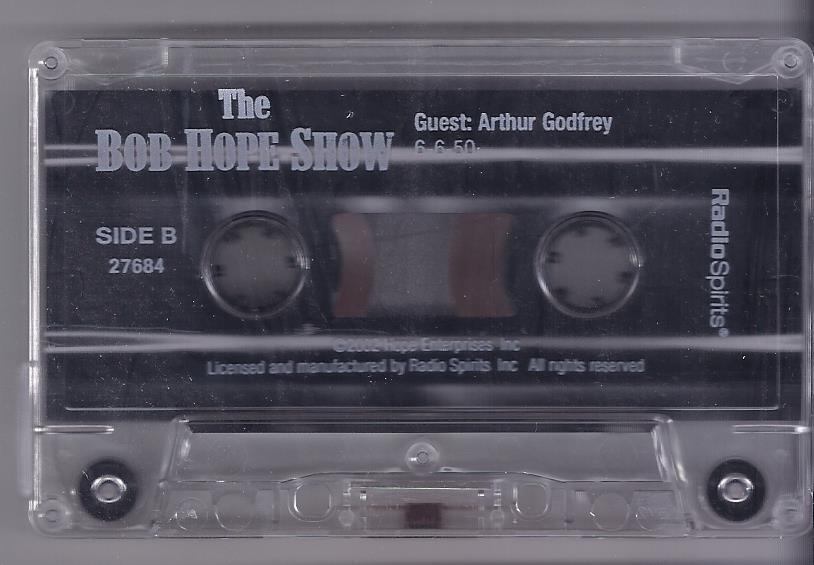 The
BOB HOPE SHOW
Guest: Arthur Godfrey
6-6-50
SIDE B
27684
RadioSpirits®
Hope Enterprises Inc
Licensed and manufactured by Radio Spirits Inc All rights reserved